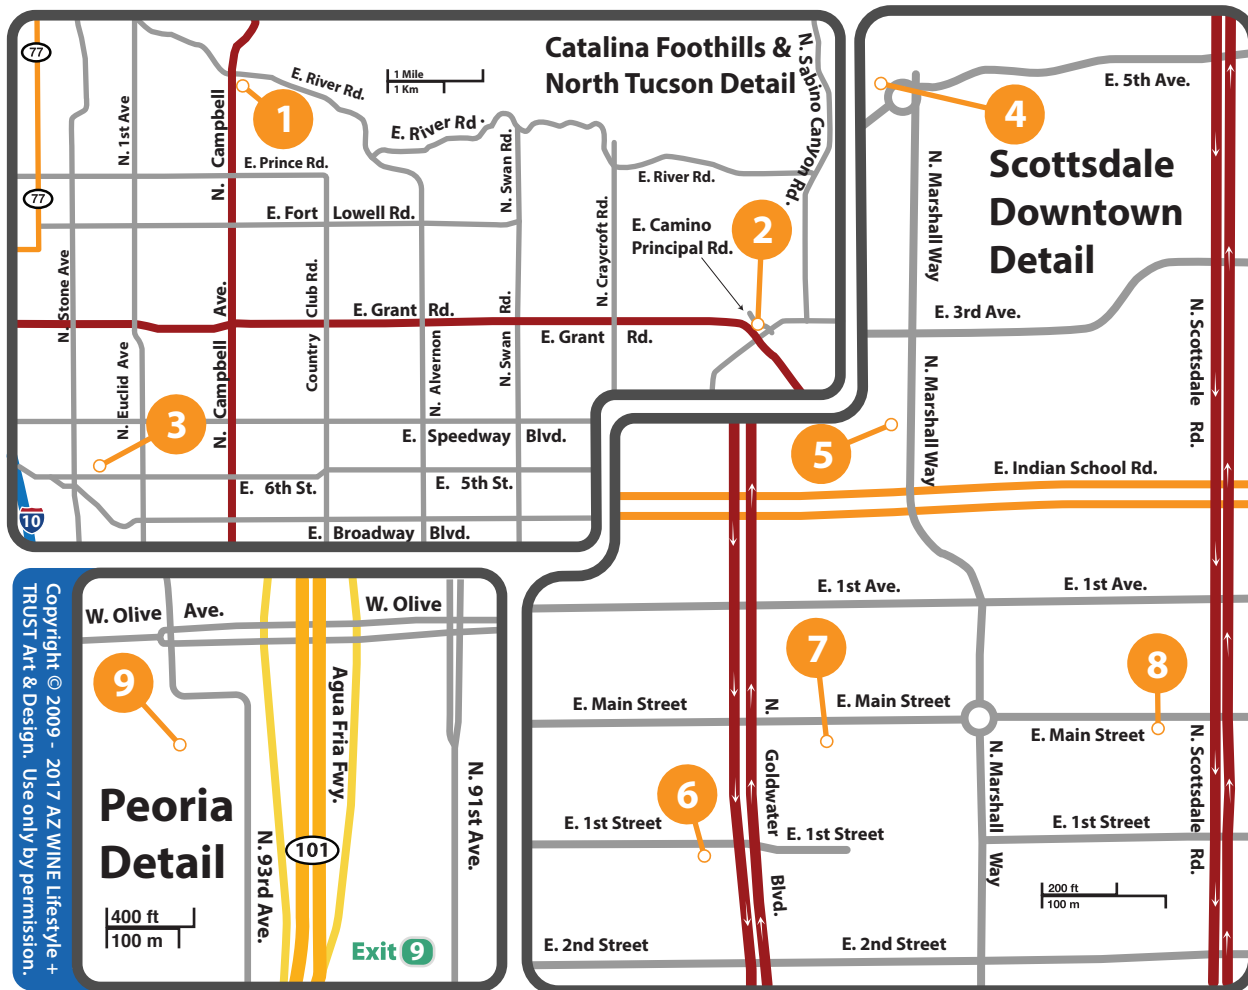 Catalina Foothills &
North Tucson Detail
1 Mile
1 Km
77
77
N. 1st Ave
N. Campbell
E. River Rd.
1
E. River Rd.
E. Prince Rd.
N. Swan Rd.
E. River Rd.
N. Sabino Canyon Rd.
E. Fort Lowell Rd.
N. Craycroft Rd.
E. Camino
Principal Rd.
2
N. Stone Ave
Ave.
Country Club Rd.
E. Grant Rd.
E. Grant Rd.
N. Swan Rd.
N. Euclid Ave
N. Campbell
N. Alvernon
3
E. Speedway Blvd.
E. 6th St.
E. 5th St.
E. Broadway Blvd.
10
Scottsdale
Downtown
Detail
4
E. 5th Ave.
N. Marshall Way
E. 3rd Ave.
N. Scottsdale Rd.
N. Marshall Way
5
E. Indian School Rd.
E. 1st Ave.
E. 1st Ave.
7
8
E. Main Street
N. Goldwater Blvd.
E. Main Street
E. Main Street
N. Marshall Way
N. Scottsdale Rd.
6
E. 1st Street
E. 1st Street
E. 1st Street
200 ft
100 m
E. 2nd Street
E. 2nd Street
W. Olive Ave.
W. Olive
9
Agua Fria Fwy.
Peoria
Detail
N. 93rd Ave.
101
N. 91st Ave.
400 ft
100 m
Exit 9
Copyright © 2009 - 2017 AZ WINE Lifestyle +
TRUST Art & Design. Use only by permission.